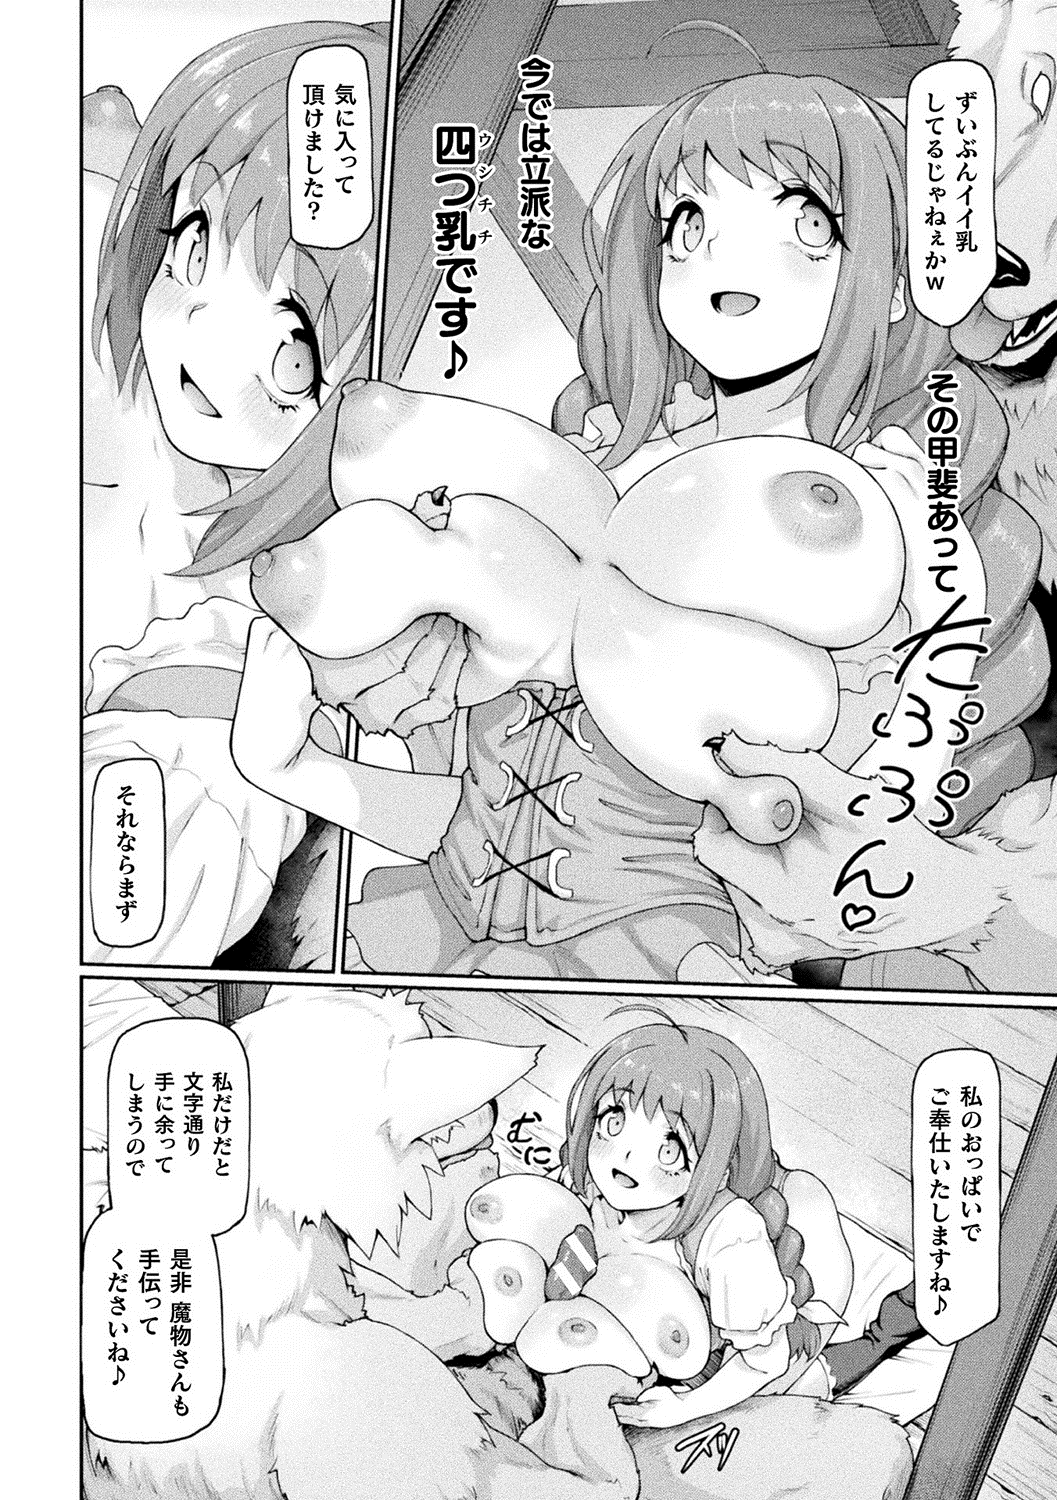 ずいぶんイイ乳
してるじゃねぇかw
その甲斐あって
たぷぷん♡
今では立派な
四つ乳です♪
ウシチチ
気に入って
頂けました?
それならまず
私のおっぱいで
ご奉仕いたしますね♪
むに
ズリッ
私だけだと
文字通り
手に余って
しまうので
是非 魔物さんも
手伝って
くださいね♪